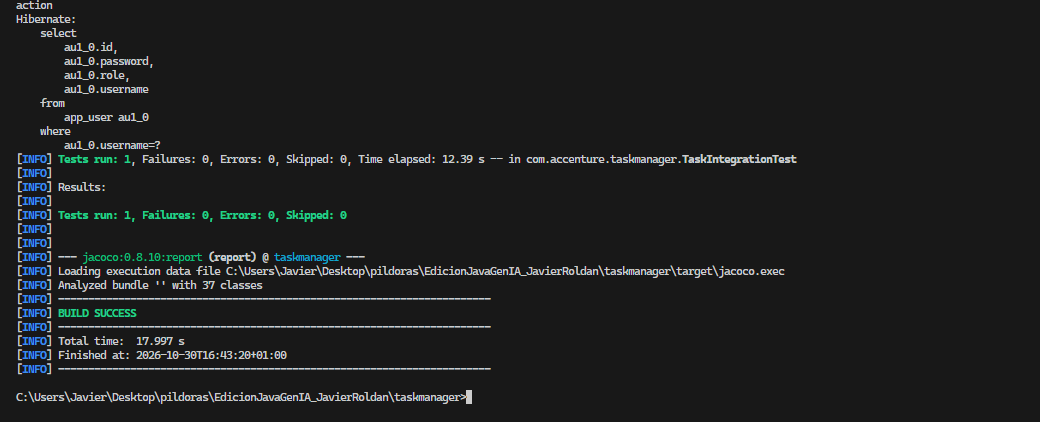 action
Hibernate:
    select
        au1_0.id,
        au1_0.password,
        au1_0.role,
        au1_0.username
    from
        app_user au1_0
    where
        au1_0.username=?
[INFO] Tests run: 1, Failures: 0, Errors: 0, Skipped: 0, Time elapsed: 12.39 s -- in com.accenture.taskmanager.TaskIntegrationTest
[INFO]
[INFO] Results:
[INFO]
[INFO] Tests run: 1, Failures: 0, Errors: 0, Skipped: 0
[INFO]
[INFO]
[INFO] --- jacoco:0.8.10:report (report) @ taskmanager ---
[INFO] Loading execution data file C:\Users\Javier\Desktop\pildoras\EdicionJavaGenIA_JavierRoldan\taskmanager\target\jacoco.exec
[INFO] Analyzed bundle '' with 37 classes
[INFO] ------------------------------------------------------------------------
[INFO] BUILD SUCCESS
[INFO] ------------------------------------------------------------------------
[INFO] Total time:  17.997 s
[INFO] Finished at: 2026-10-30T16:43:20+01:00
[INFO] ------------------------------------------------------------------------
C:\Users\Javier\Desktop\pildoras\EdicionJavaGenIA_JavierRoldan\taskmanager>